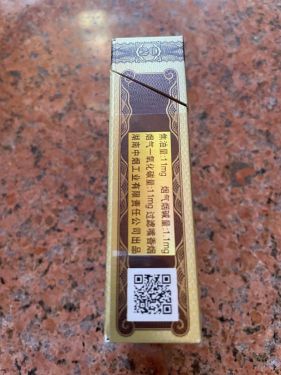 20
焦油量:11mg 烟气烟碱量:1.1mg
烟气一氧化碳量:11mg 过滤嘴香烟
湖南中烟工业有限责任公司出品